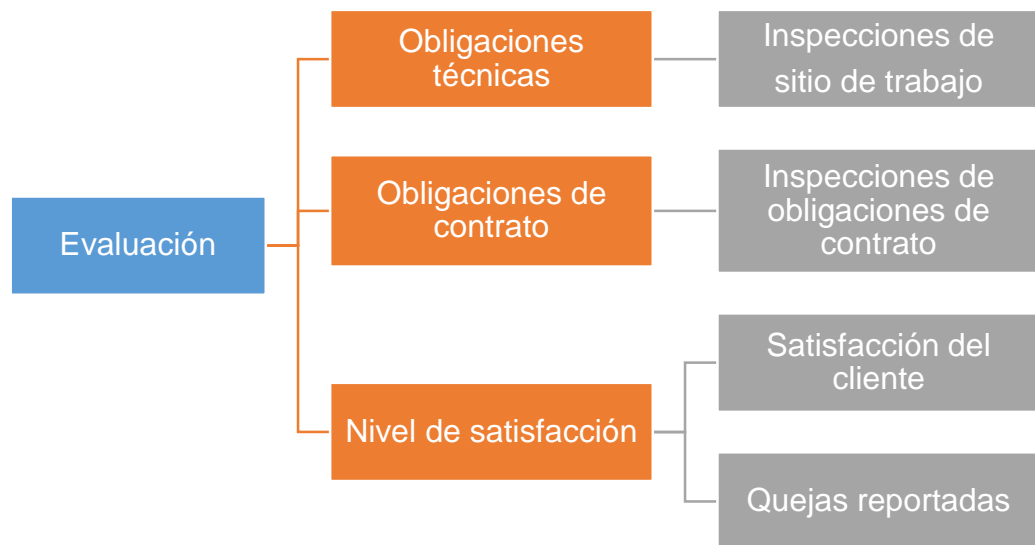 Evaluación
Obligaciones
técnicas
Inspecciones de
sitio de trabajo
Obligaciones de
contrato
Inspecciones de
obligaciones de
contrato
Nivel de satisfacción
Satisfacción del
cliente
Quejas reportadas